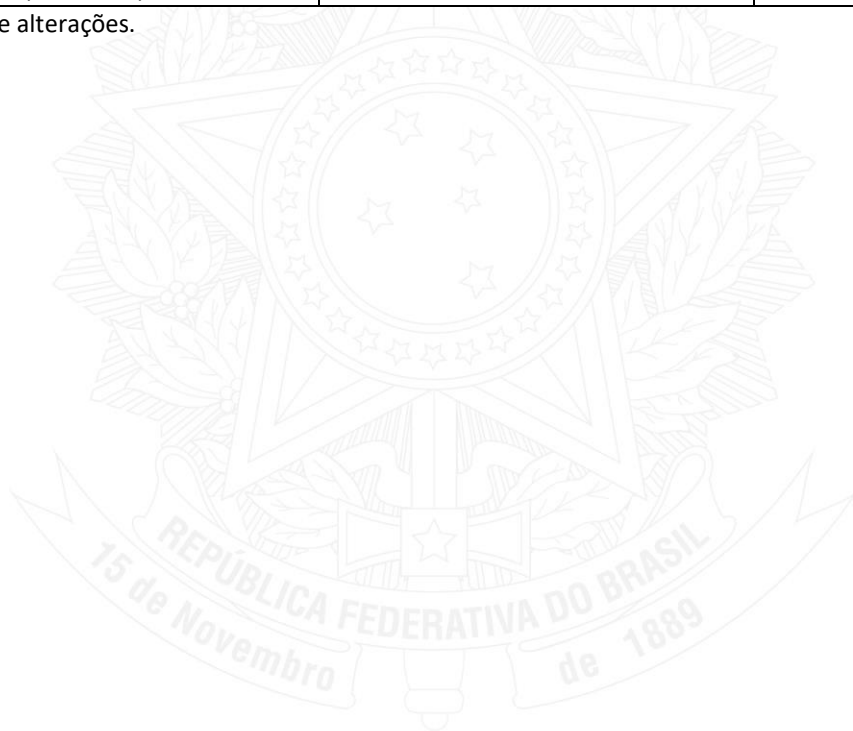 e alterações.
REPÚBLICA FEDERATIVA DO BRASIL
15 de Novembro de 1889